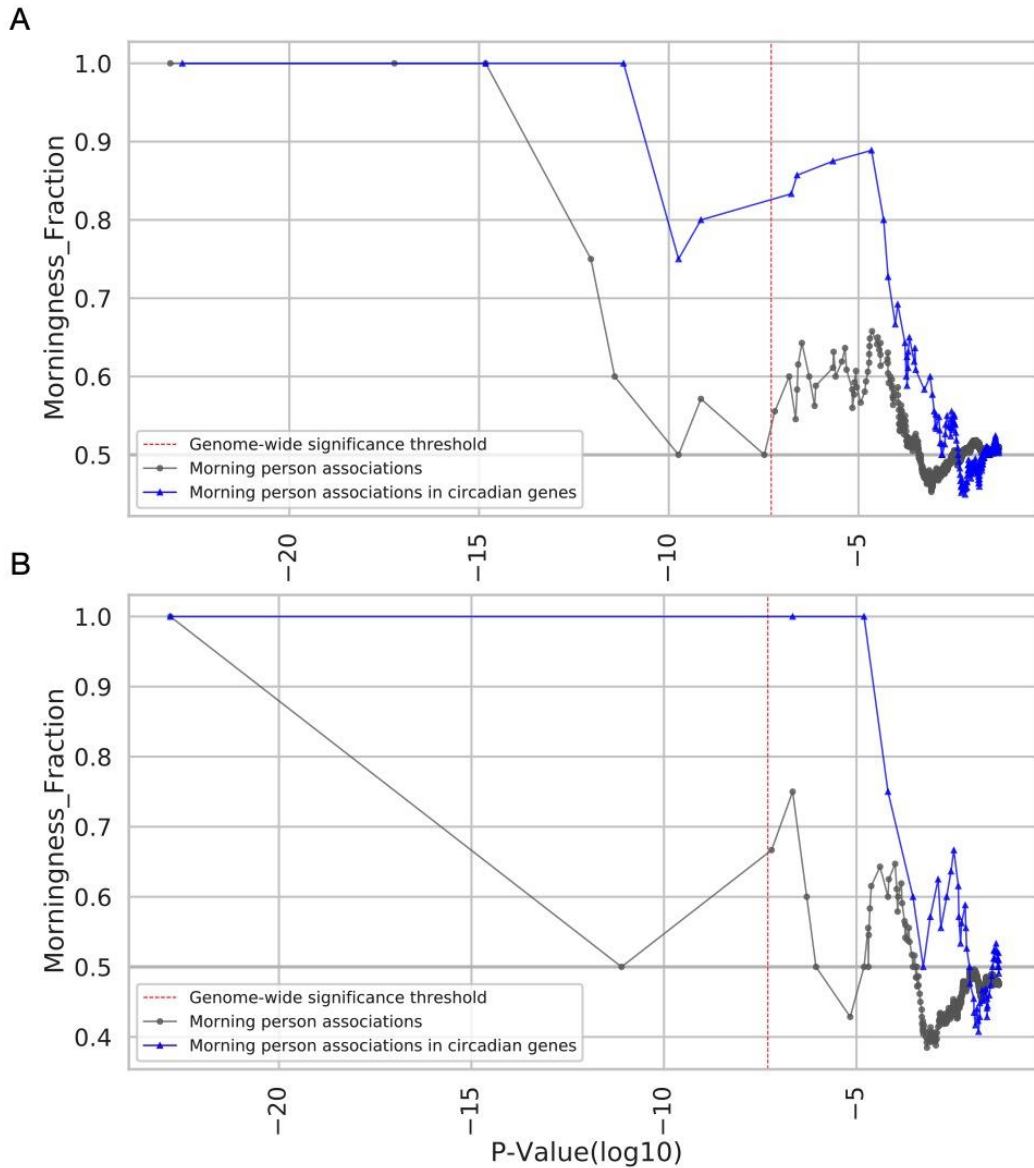 A
Morningness_Fraction
1.0
0.9
0.8
0.7
0.6
0.5
Genome-wide significance threshold
Morning person associations
Morning person associations in circadian genes
−20
−15
−10
−5
B
Morningness_Fraction
1.0
0.9
0.8
0.7
0.6
0.5
0.4
Genome-wide significance threshold
Morning person associations
Morning person associations in circadian genes
−20
−15
−10
−5
P-Value(log10)